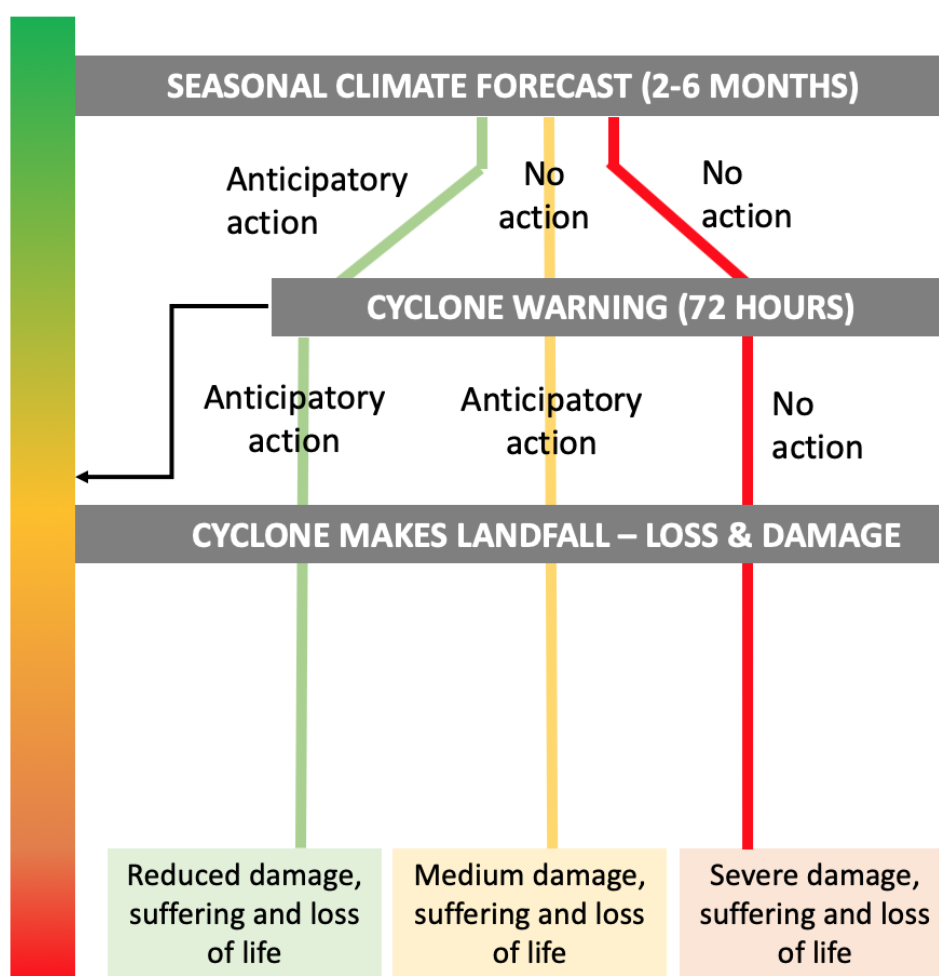 SEASONAL CLIMATE FORECAST (2-6 MONTHS)
Anticipatory
action
No
action
No
action
CYCLONE WARNING (72 HOURS)
Anticipatory
action
Anticipatory
action
No
action
CYCLONE MAKES LANDFALL – LOSS & DAMAGE
Reduced damage,
suffering and loss
of life
Medium damage,
suffering and loss
of life
Severe damage,
suffering and loss
of life